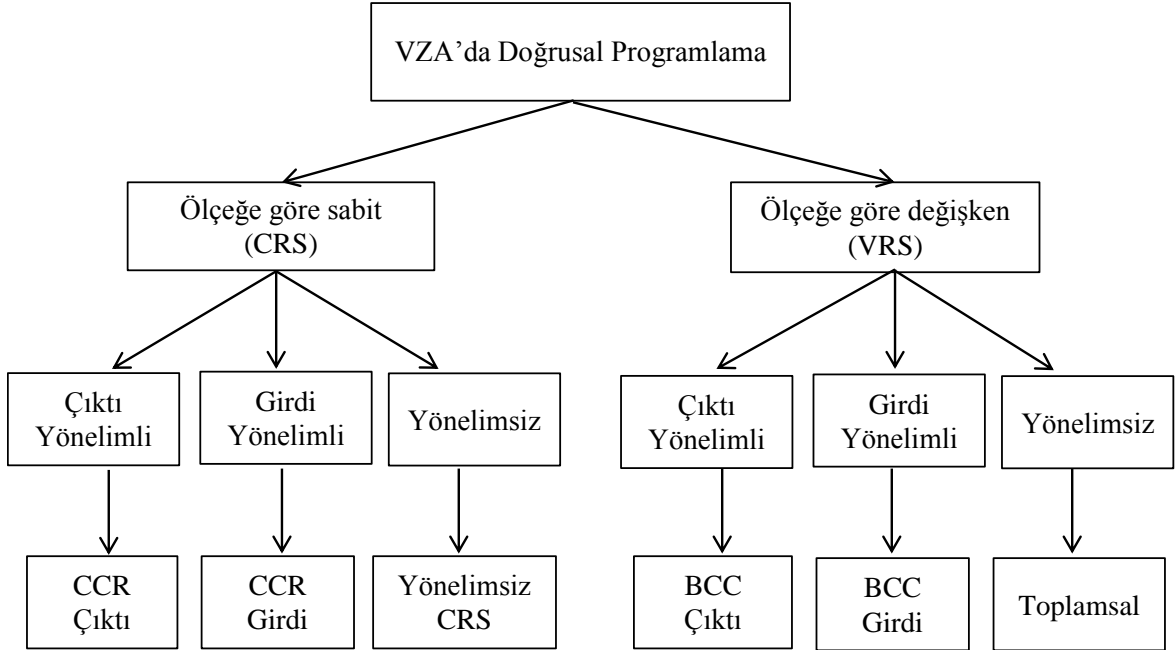 VZA’da Doğrusal Programlama
Ölçeğe göre sabit
(CRS)
Ölçeğe göre değişken
(VRS)
Çıktı
Yönelimli
Girdi
Yönelimli
Yönelimsiz
Çıktı
Yönelimli
Girdi
Yönelimli
Yönelimsiz
CCR
Çıktı
CCR
Girdi
Yönelimsiz
CRS
BCC
Çıktı
BCC
Girdi
Toplamsal